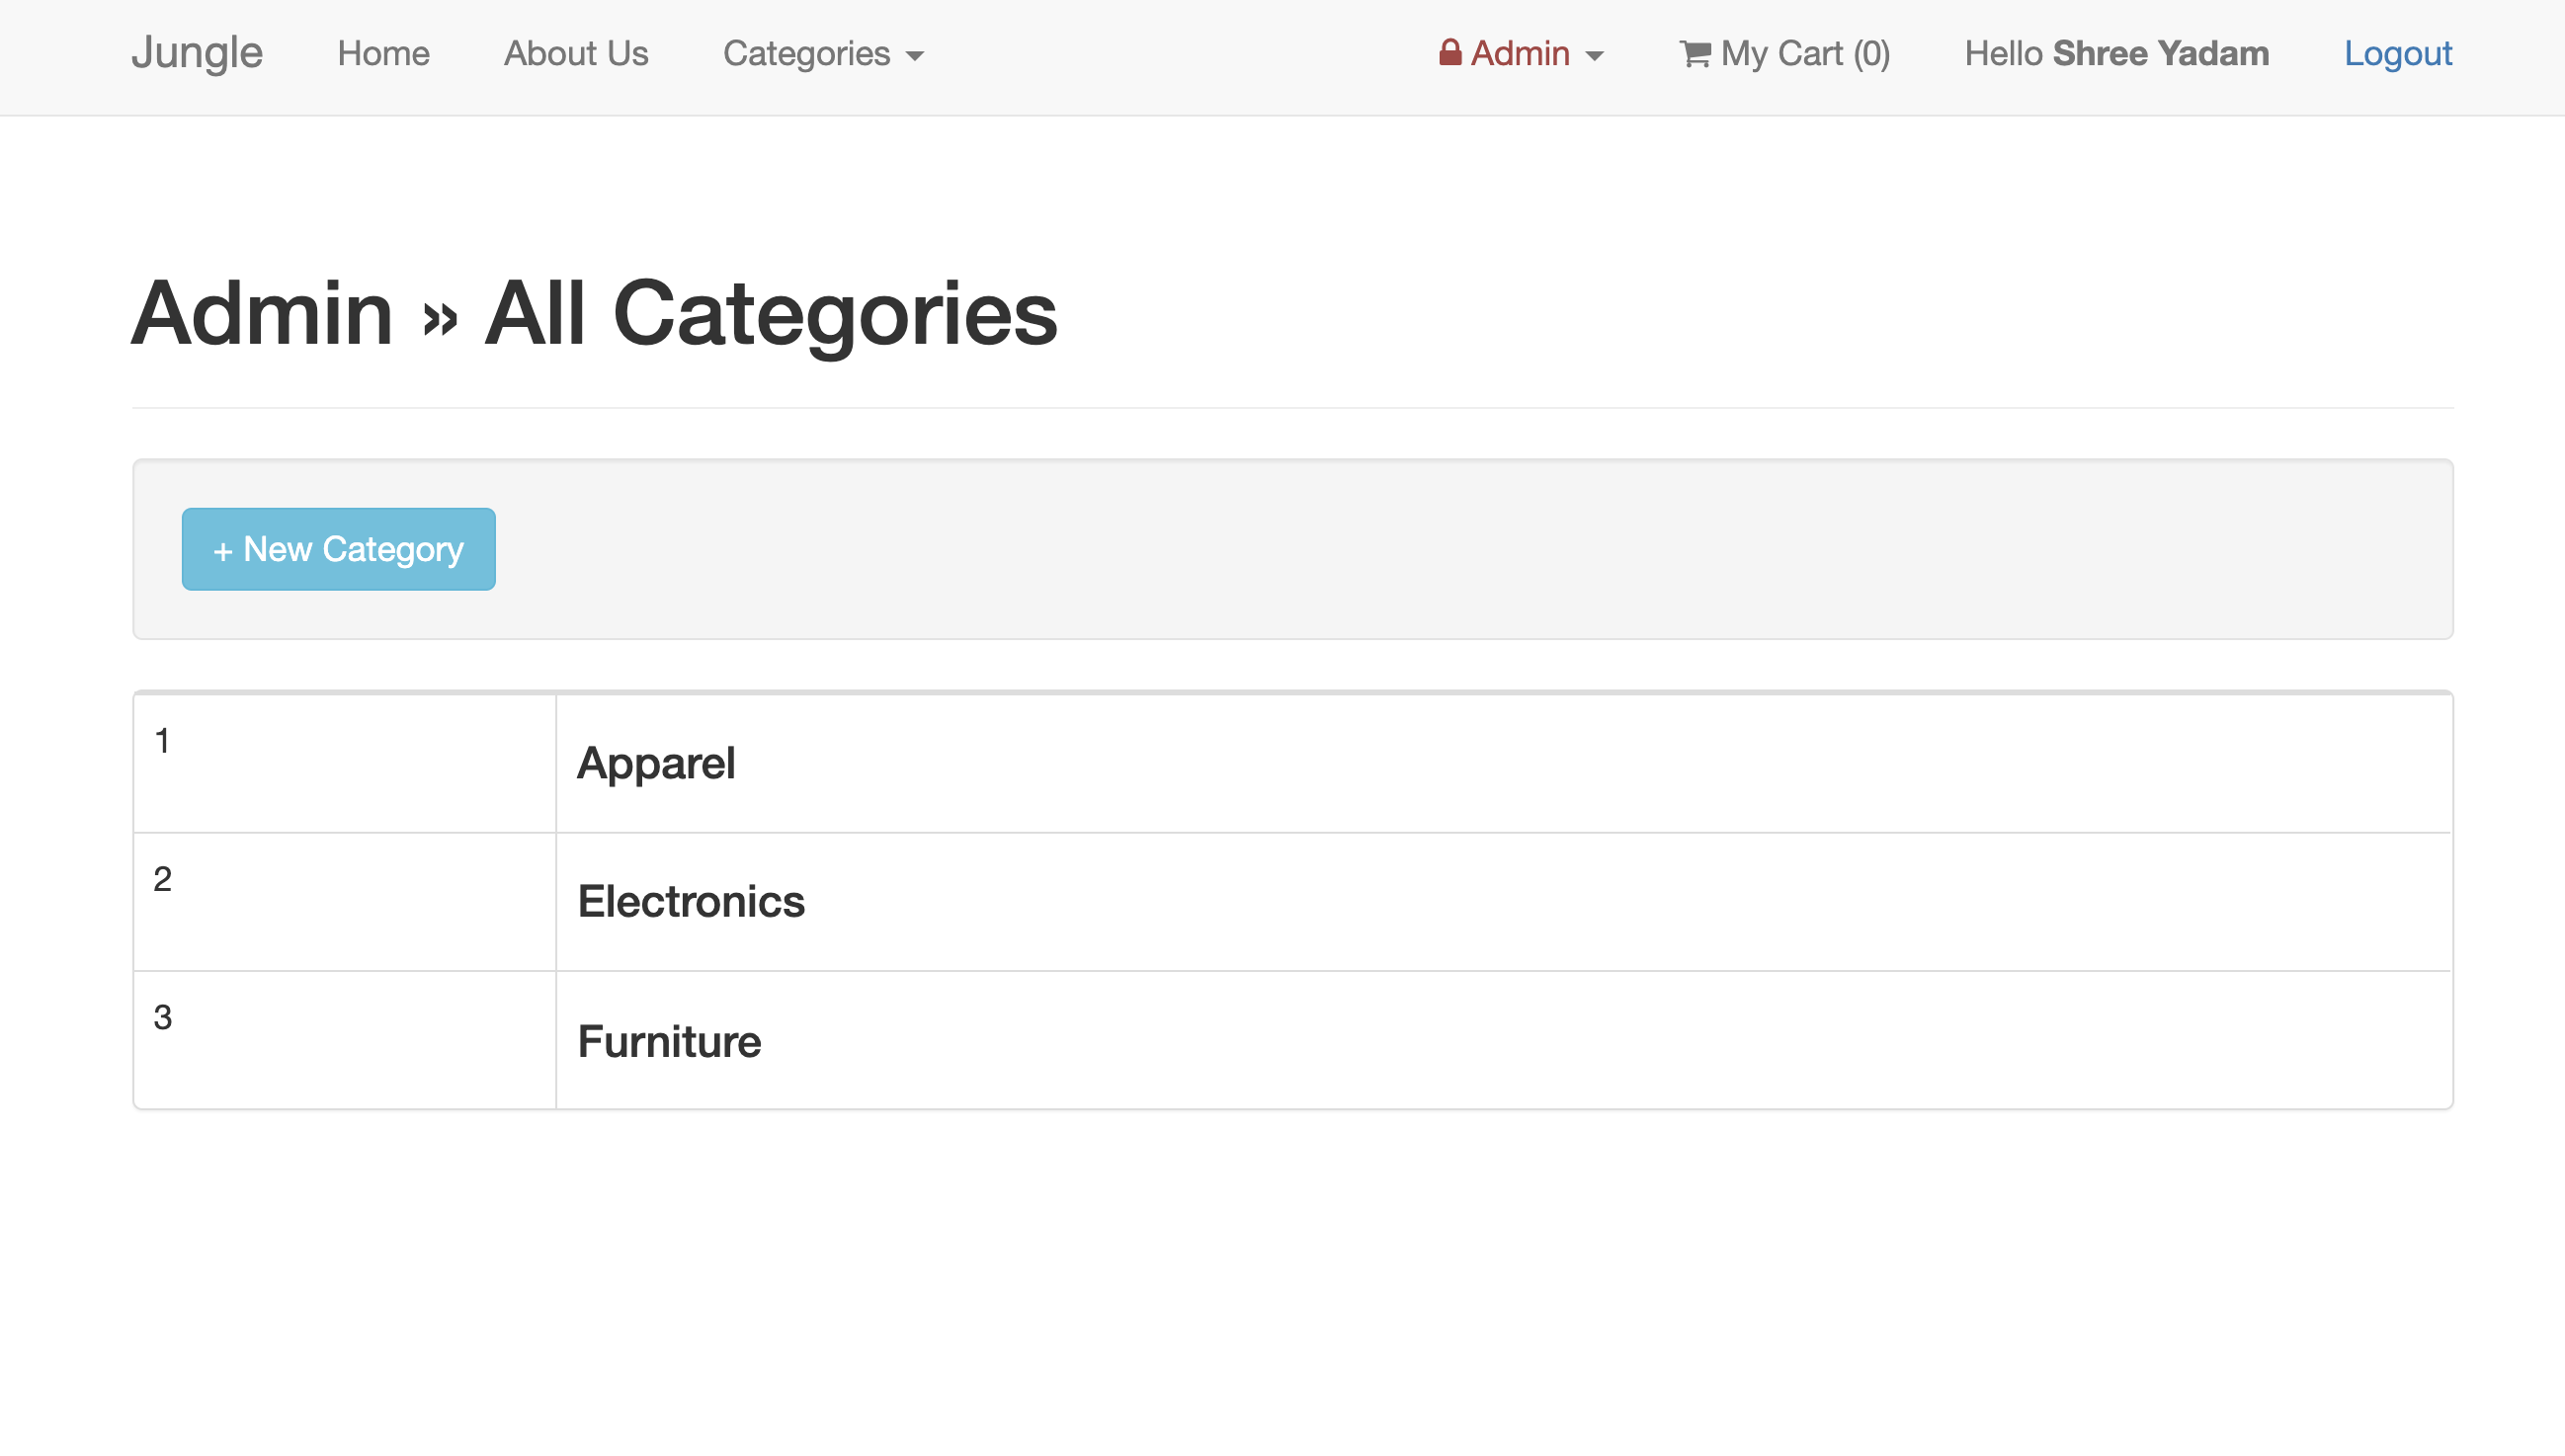 Jungle Home About Us Categories Admin My Cart (0) Hello Shree Yadam Logout
Admin » All Categories
+ New Category
1 Apparel
2 Electronics
3 Furniture